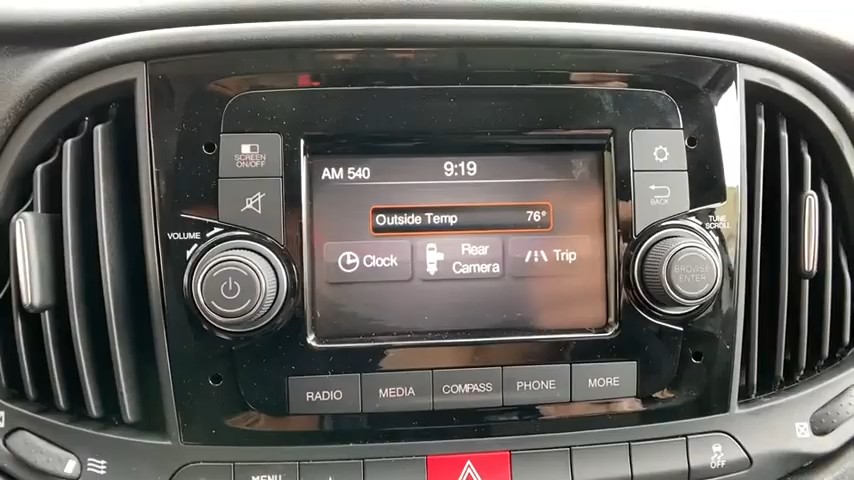 SCREEN
ON/OFF
AM 540
9:19
BACK
VOLUME
TUNE
SCROLL
Outside Temp 76°
Clock
Rear
Camera
Trip
BROWSE
ENTER
RADIO
MEDIA
COMPASS
PHONE
MORE
MENU
OFF